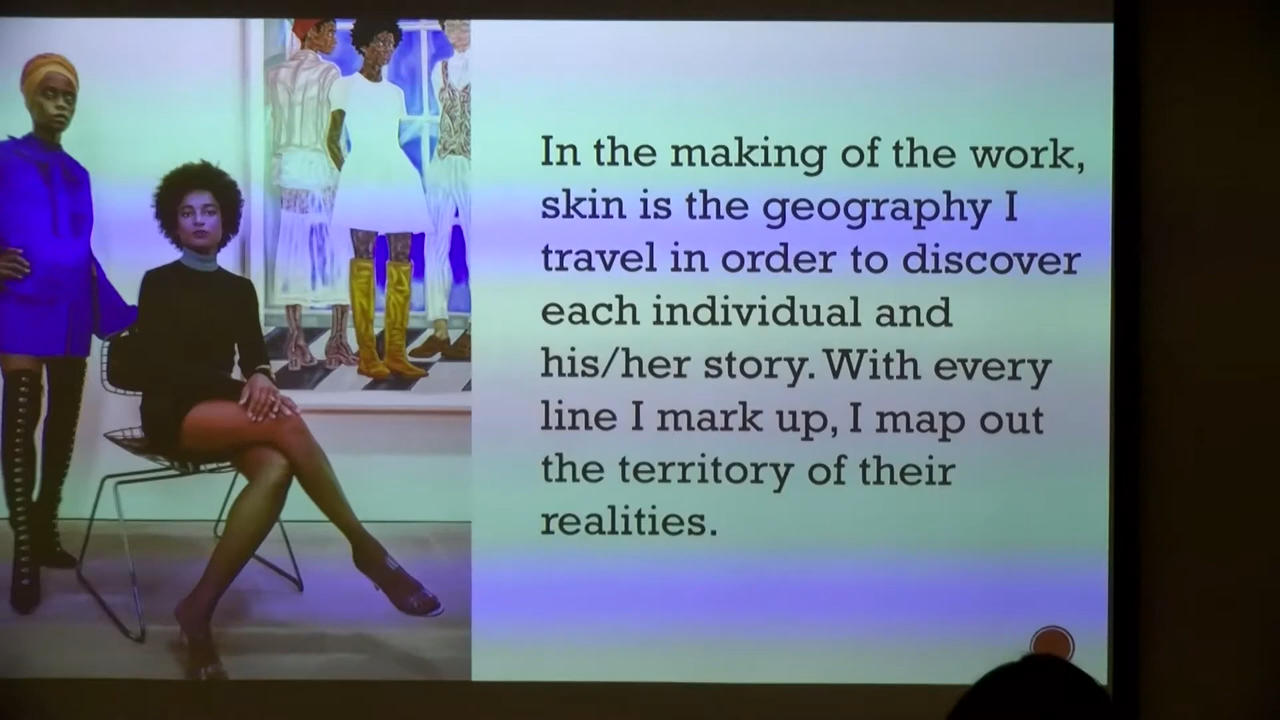 In the making of the work,
skin is the geography I
travel in order to discover
each individual and
his/her story. With every
line I mark up, I map out
the territory of their
realities.